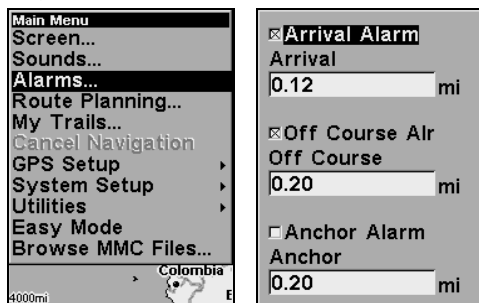 Main Menu
Screen...
Sounds...
Alarms...
Route Planning...
My Trails...
Cancel Navigation
GPS Setup
System Setup
Utilities
Easy Mode
Browse MMC Files...
Colombia
4000mi
E
Arrival Alarm
Arrival
0.12 mi
Off Course Alr
Off Course
0.20 mi
Anchor Alarm
Anchor
0.20 mi